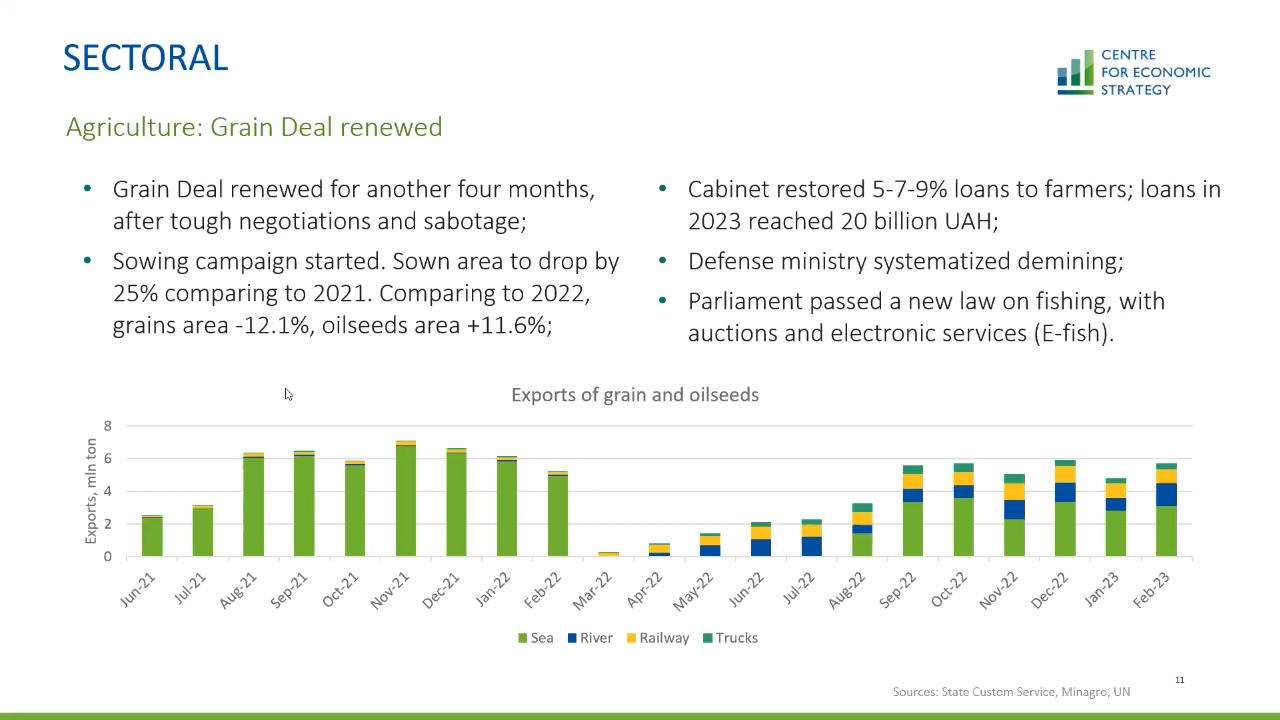 SECTORAL
CENTRE
FOR ECONOMIC
STRATEGY
Agriculture: Grain Deal renewed
• Grain Deal renewed for another four months,
after tough negotiations and sabotage;
• Sowing campaign started. Sown area to drop by
25% comparing to 2021. Comparing to 2022,
grains area -12.1%, oilseeds area +11.6%;
• Cabinet restored 5-7-9% loans to farmers; loans in
2023 reached 20 billion UAH;
• Defense ministry systematized demining;
• Parliament passed a new law on fishing, with
auctions and electronic services (E-fish).
Exports of grain and oilseeds
Exports, mln ton
8
6
4
2
0
Jun-21
Jul-21
Aug-21
Sep-21
Oct-21
Nov-21
Dec-21
Jan-22
Feb-22
Mar-22
Apr-22
May-22
Jun-22
Jul-22
Aug-22
Sep-22
Oct-22
Nov-22
Dec-22
Jan-23
Feb-23
Sea River Railway Trucks
11
Sources: State Custom Service, Minagro, UN